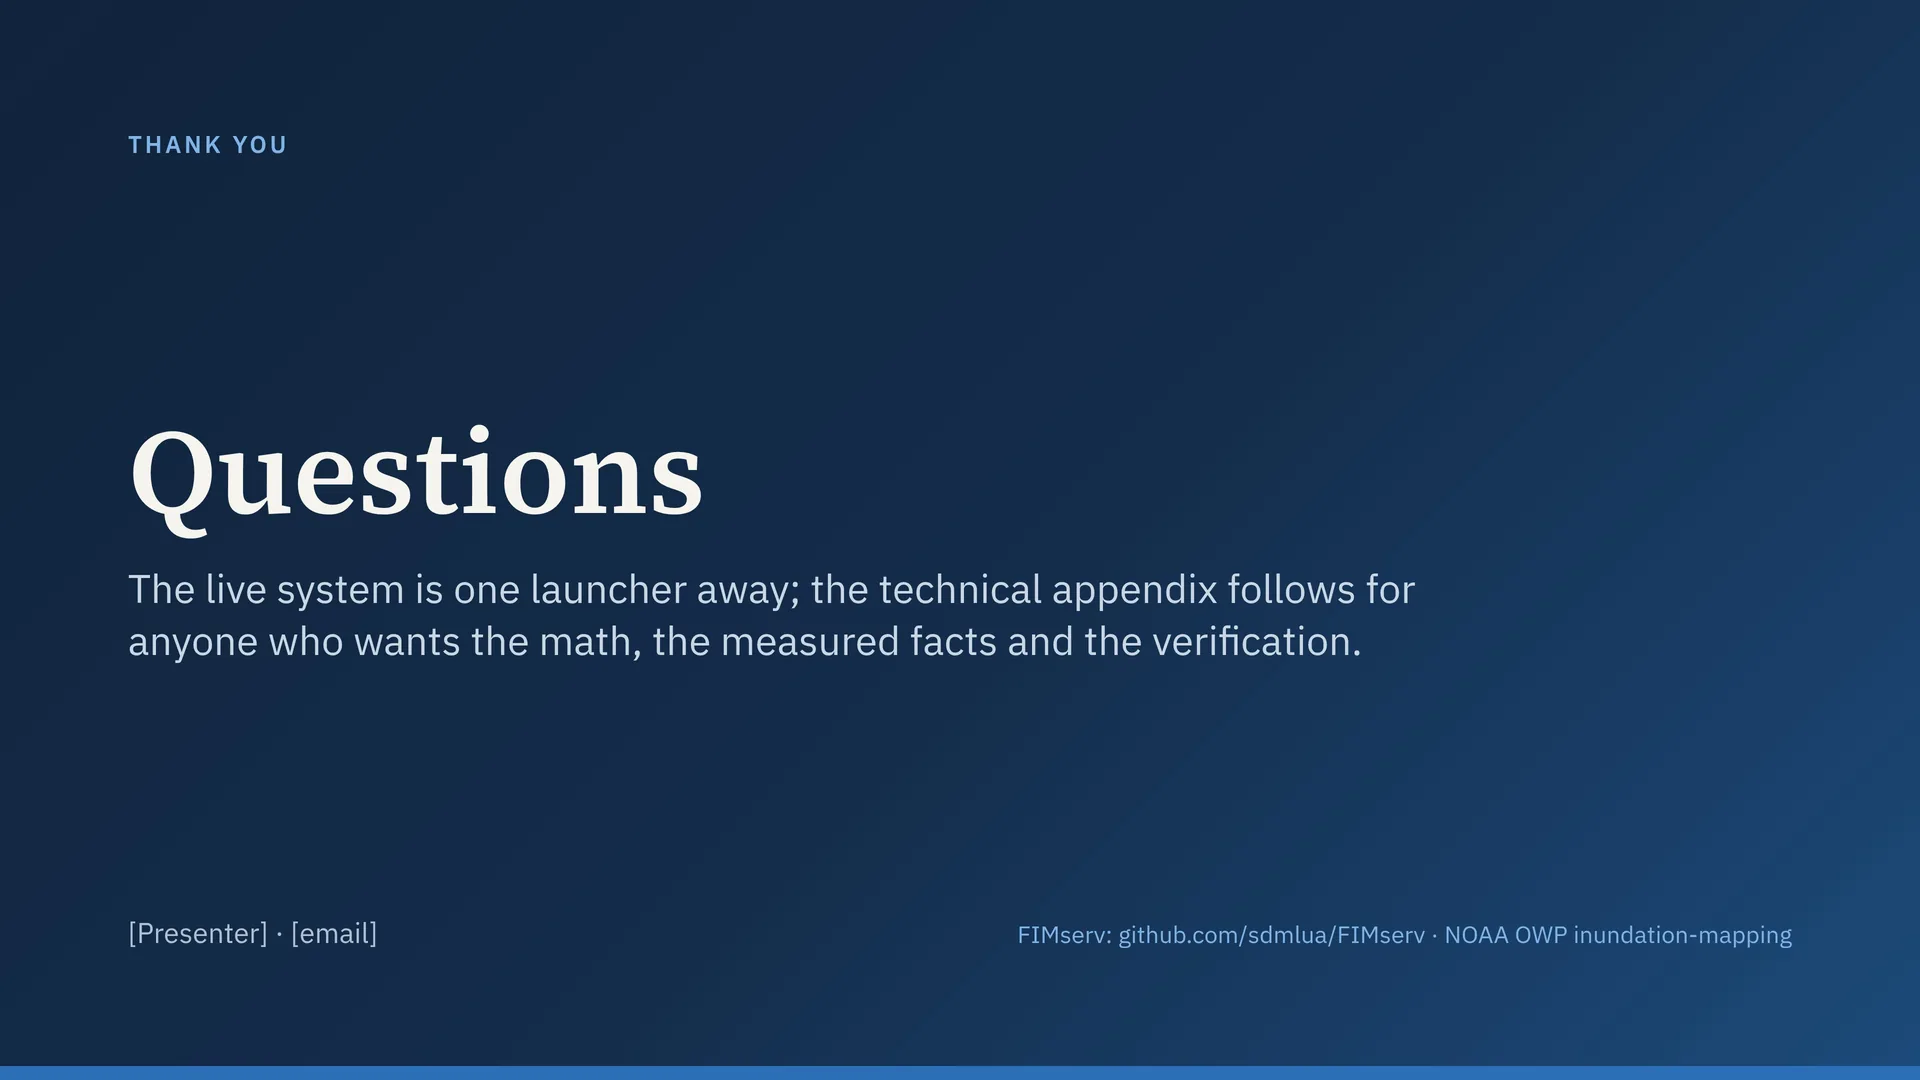 THANK YOU
Questions
The live system is one launcher away; the technical appendix follows for
anyone who wants the math, the measured facts and the verification.
[Presenter] · [email]
FIMserv: github.com/sdmlua/FIMserv · NOAA OWP inundation-mapping